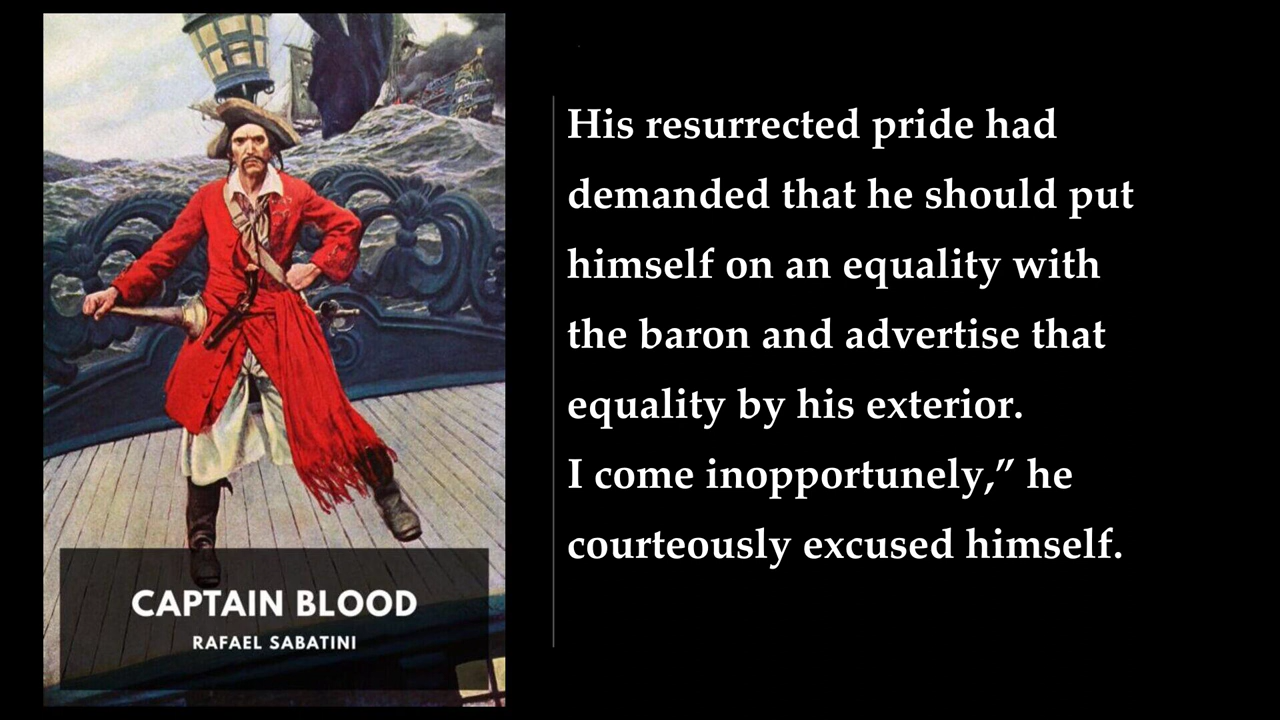 CAPTAIN BLOOD
RAFAEL SABATINI
His resurrected pride had
demanded that he should put
himself on an equality with
the baron and advertise that
equality by his exterior.
I come inopportunely,” he
courteously excused himself.